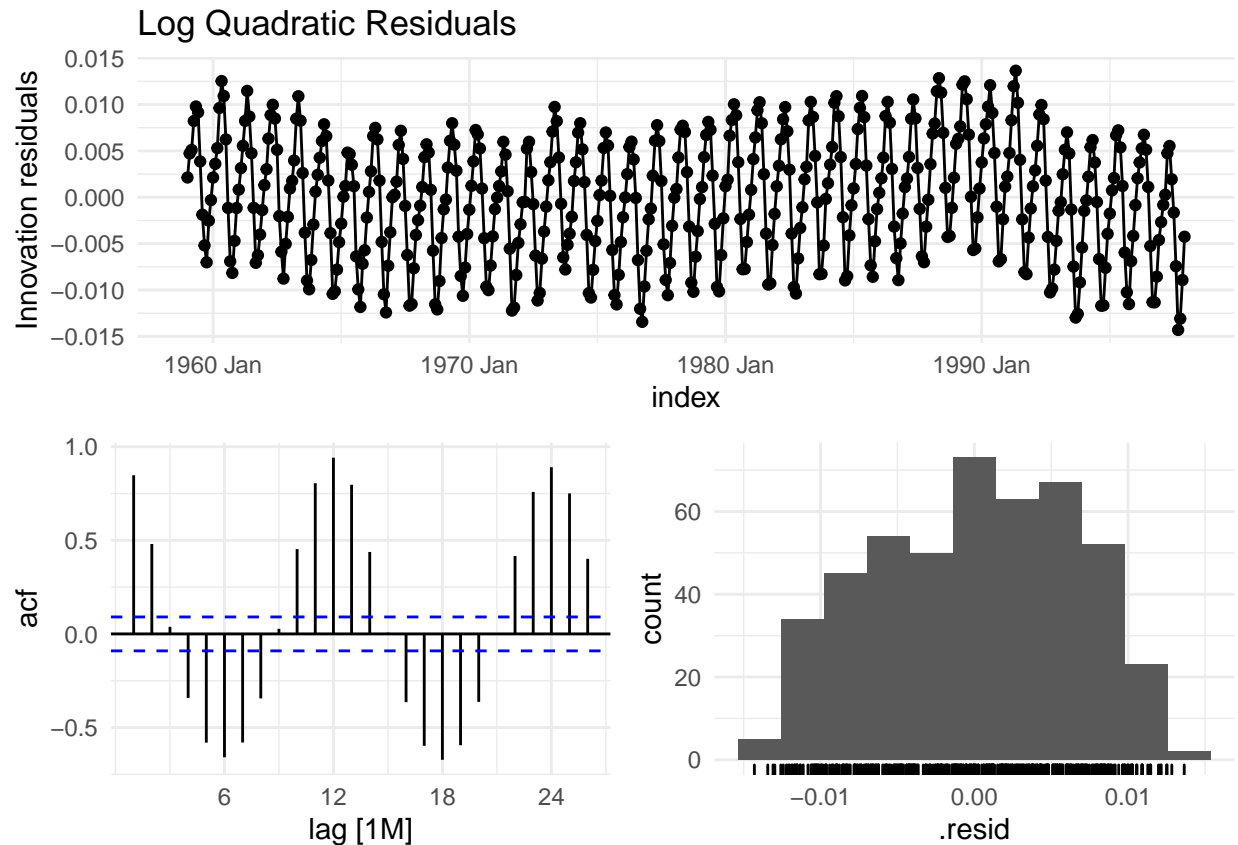 Log Quadratic Residuals
Innovation residuals
0.015
0.010
0.005
0.000
−0.005
−0.010
−0.015
1960 Jan 1970 Jan 1980 Jan 1990 Jan
index
acf
1.0
0.5
0.0
−0.5
6 12 18 24
lag [1M]
count
60
40
20
0
−0.01 0.00 0.01
.resid